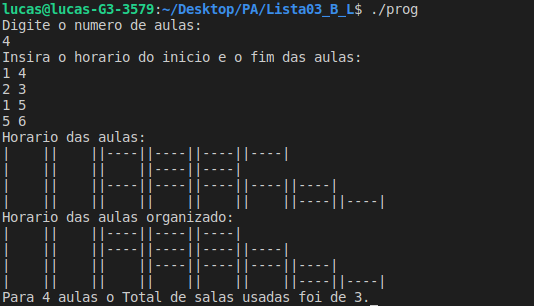 lucas@lucas-G3-3579:~/Desktop/PA/Lista03_B_L$ ./prog
Digite o numero de aulas:
4
Insira o horario do inicio e o fim das aulas:
1 4
2 3
1 5
5 6
Horario das aulas:
|    ||    ||----||----||----||----|
|    ||    ||    ||----||----|
|    ||    ||----||----||----||----||----|
|    ||    ||    ||    ||    ||    ||----||----|
Horario das aulas organizado:
|    ||    ||----||----||----|
|    ||    ||----||----||----||----|
|    ||    ||    ||----||----||----||----|
|    ||    ||    ||    ||    ||    ||----||----|
Para 4 aulas o Total de salas usadas foi de 3.